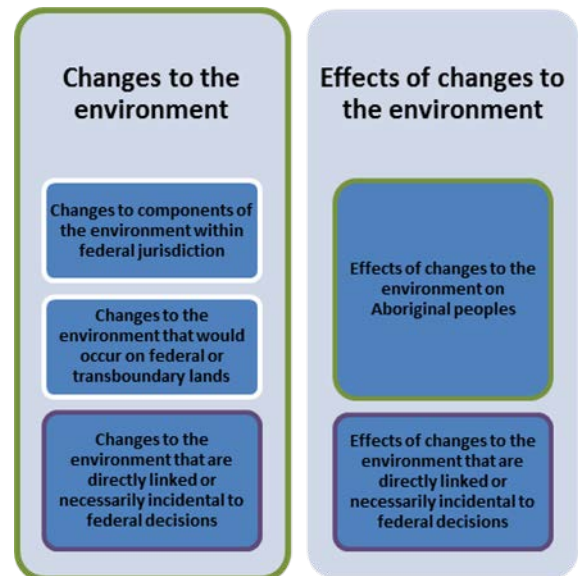 Changes to the
environment
Changes to components of
the environment within
federal jurisdiction
Changes to the
environment that would
occur on federal or
transboundary lands
Changes to the
environment that are
directly linked or
necessarily incidental to
federal decisions
Effects of changes to
the environment
Effects of changes to the
environment on
Aboriginal peoples
Effects of changes to the
environment that are
directly linked or
necessarily incidental to
federal decisions